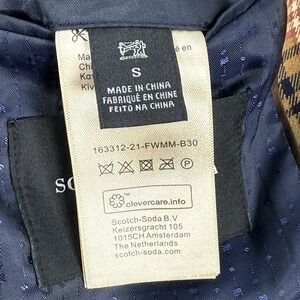 S
MADE IN CHINA
FABRIQUÉ EN CHINE
FEITO NA CHINA
163312-21-FWMM-B30
clevercare.info
Scotch-Soda B.V.
Keizersgracht 105
1015CH Amsterdam
The Netherlands
scotch-soda.com